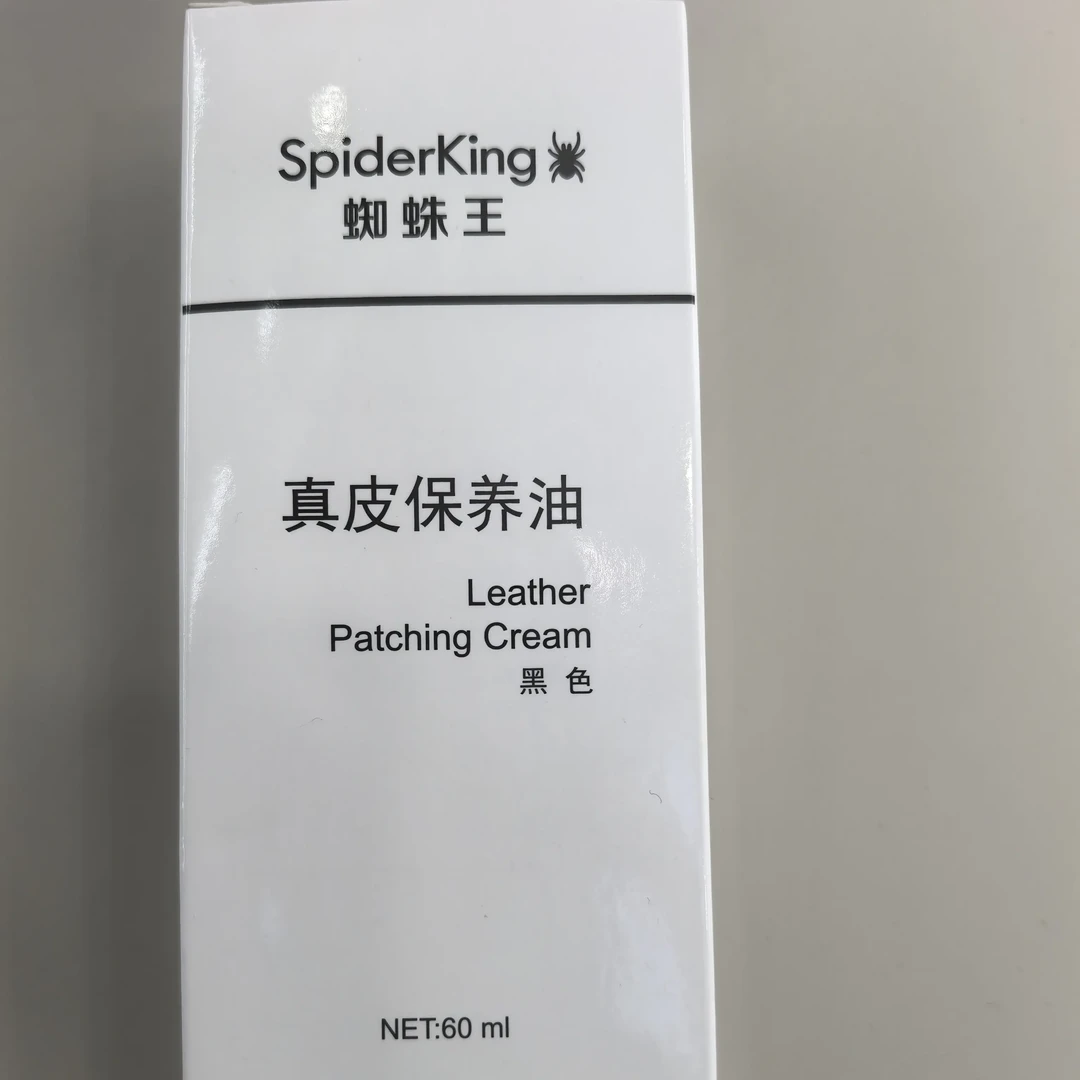 SpiderKing
蜘蛛王
真皮保养油
Leather
Patching Cream
黑色
NET:60 ml